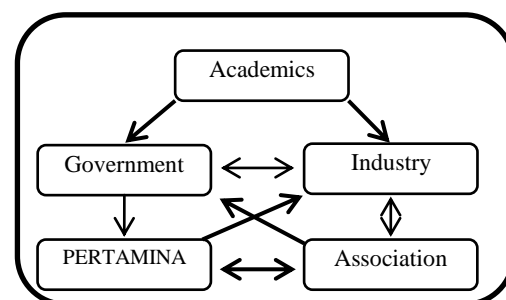 Academics
Government
Industry
PERTAMINA
Association